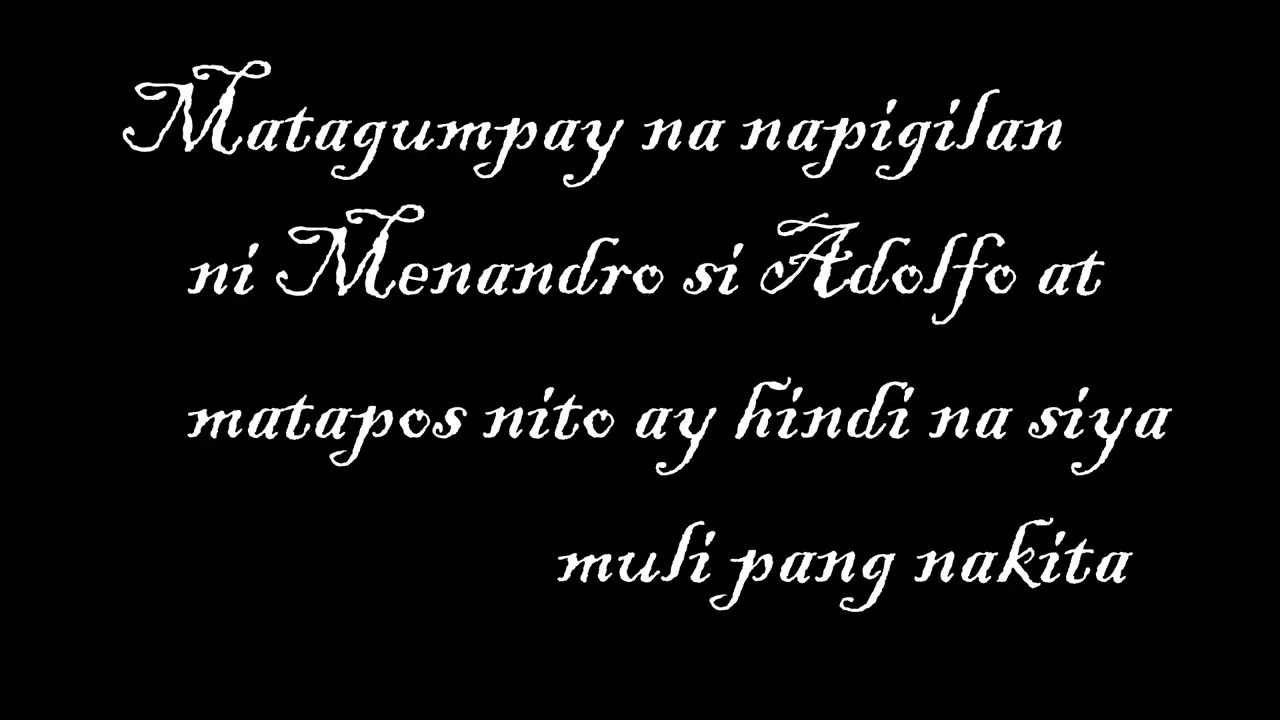 Matagumpay na napigilan
ni Menandro si Adolfo at
matapos nito ay hindi na siya
muli pang nakita